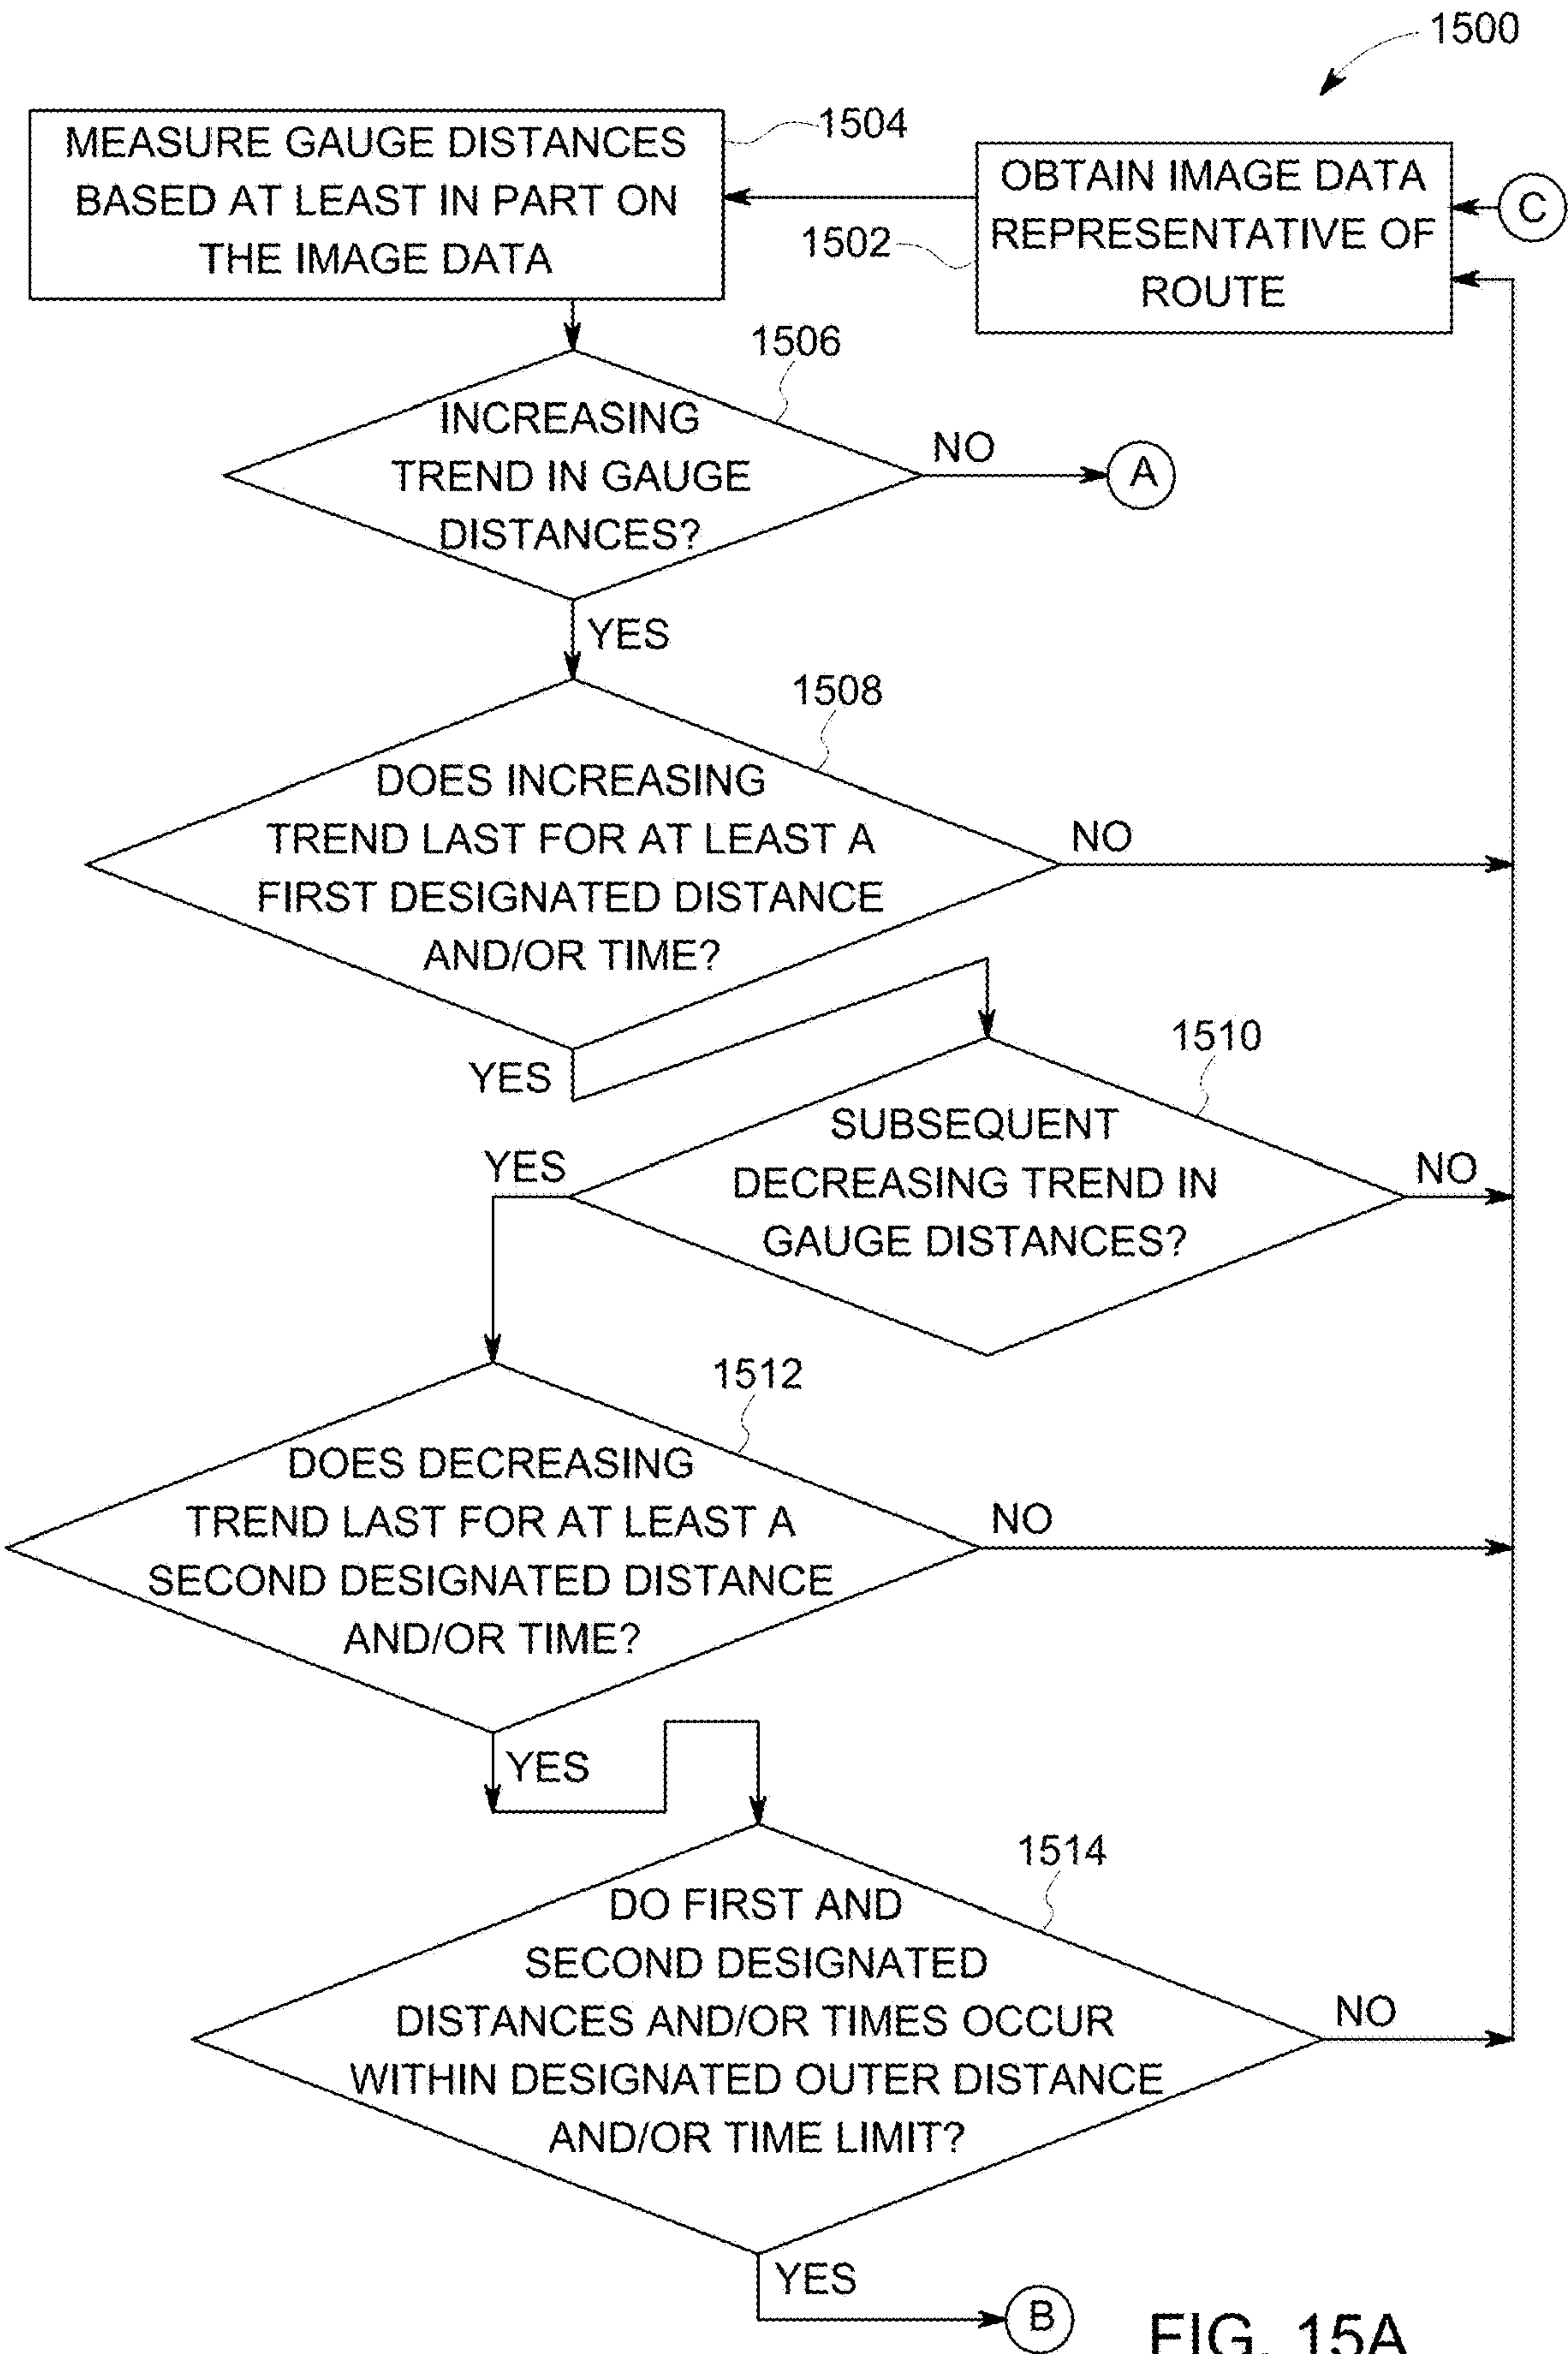 1500
MEASURE GAUGE DISTANCES
BASED AT LEAST IN PART ON
THE IMAGE DATA
1504
OBTAIN IMAGE DATA
REPRESENTATIVE OF
ROUTE
1502
C
1506
INCREASING
TREND IN GAUGE
DISTANCES?
NO
A
YES
1508
DOES INCREASING
TREND LAST FOR AT LEAST A
FIRST DESIGNATED DISTANCE
AND/OR TIME?
NO
YES
1510
SUBSEQUENT
DECREASING TREND IN
GAUGE DISTANCES?
YES
NO
1512
DOES DECREASING
TREND LAST FOR AT LEAST A
SECOND DESIGNATED DISTANCE
AND/OR TIME?
NO
YES
1514
DO FIRST AND
SECOND DESIGNATED
DISTANCES AND/OR TIMES OCCUR
WITHIN DESIGNATED OUTER DISTANCE
AND/OR TIME LIMIT?
NO
YES
B
FIG. 15A